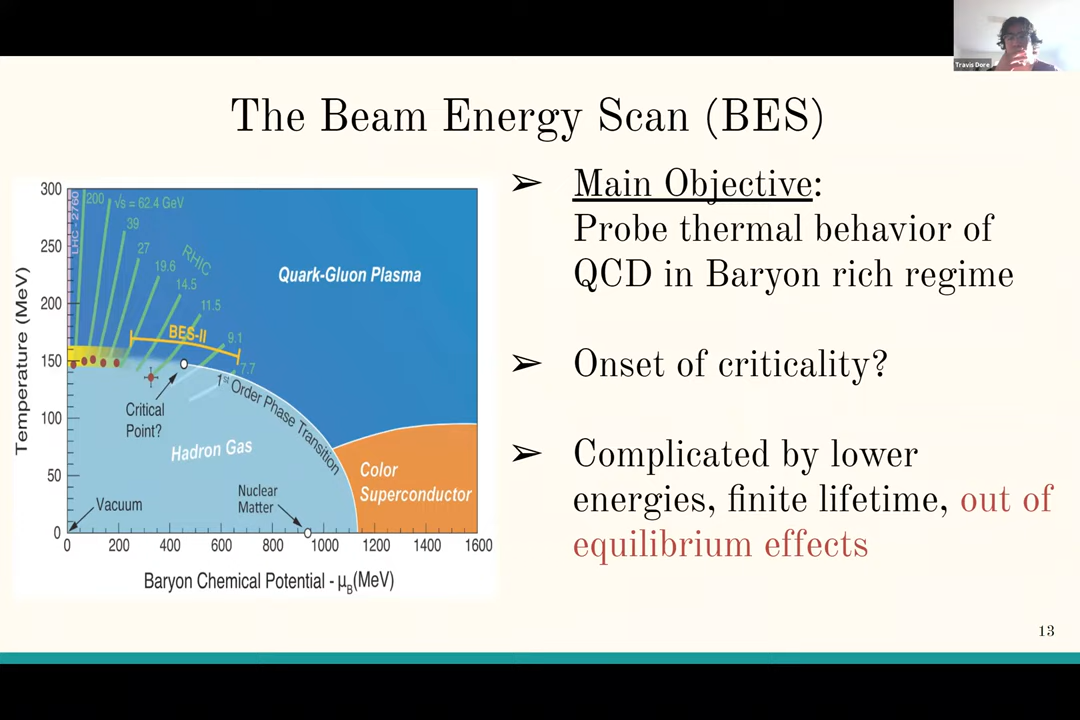 Travis Dore
The Beam Energy Scan (BES)
300
250
200
150
100
50
0
Temperature (MeV)
LHC - 2760
200
√s = 62.4 GeV
39
27
19.6
RHIC
14.5
11.5
9.1
7.7
BES-II
Quark-Gluon Plasma
Critical
Point?
1st Order Phase Transition
Hadron Gas
Color
Superconductor
Nuclear
Matter
Vacuum
0 200 400 600 800 1000 1200 1400 1600
Baryon Chemical Potential - μB(MeV)
➢ Main Objective:
Probe thermal behavior of
QCD in Baryon rich regime
➢ Onset of criticality?
➢ Complicated by lower
energies, finite lifetime, out of
equilibrium effects
13